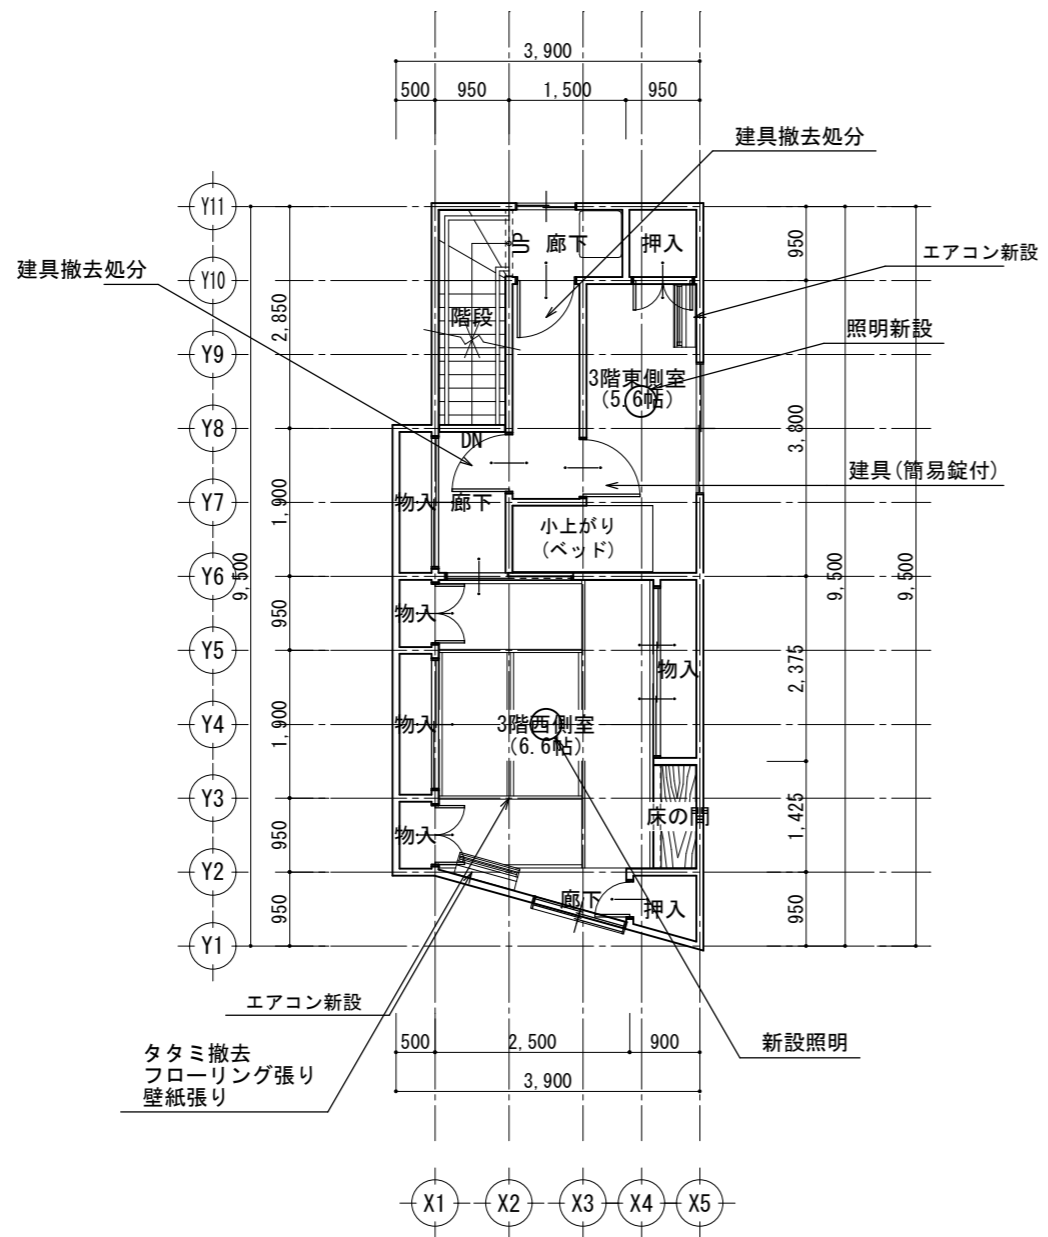 3,900
500
950
1,500
950
建具撤去処分
Y11
950
UP
廊下
押入
エアコン新設
建具撤去処分
Y10
2,850
階段
照明新設
Y9
3階東側室
(5.6帖)
3,800
Y8
DN
建具(簡易錠付)
物入
廊下
1,900
Y7
小上がり
(ベッド)
9,500
9,500
9,500
Y6
950
物入
Y5
物入
2,375
Y4
1,900
物入
3階西側室
(6.6帖)
Y3
950
物入
床の間
1,425
Y2
950
廊下
押入
950
Y1
エアコン新設
タタミ撤去
フローリング張り
壁紙張り
500
2,500
900
新設照明
3,900
X1
X2
X3
X4
X5